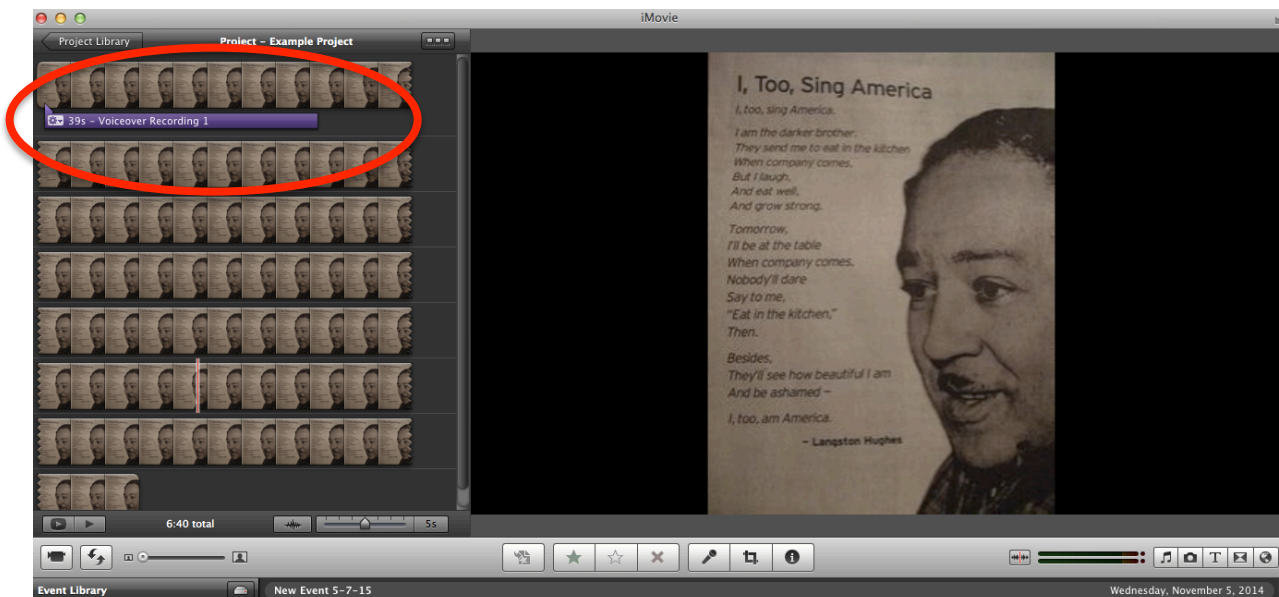 iMovie
Project Library
Project – Example Project
39s – Voiceover Recording 1
6:40 total
5s
I, Too, Sing America
I, too, sing America.
I am the darker brother.
They send me to eat in the kitchen
When company comes,
But I laugh,
And eat well,
And grow strong.
Tomorrow,
I'll be at the table
When company comes.
Nobody'll dare
Say to me,
"Eat in the kitchen,"
Then.
Besides,
They'll see how beautiful I am
And be ashamed –
I, too, am America.
– Langston Hughes
T
Event Library
New Event 5-7-15
Wednesday, November 5, 2014